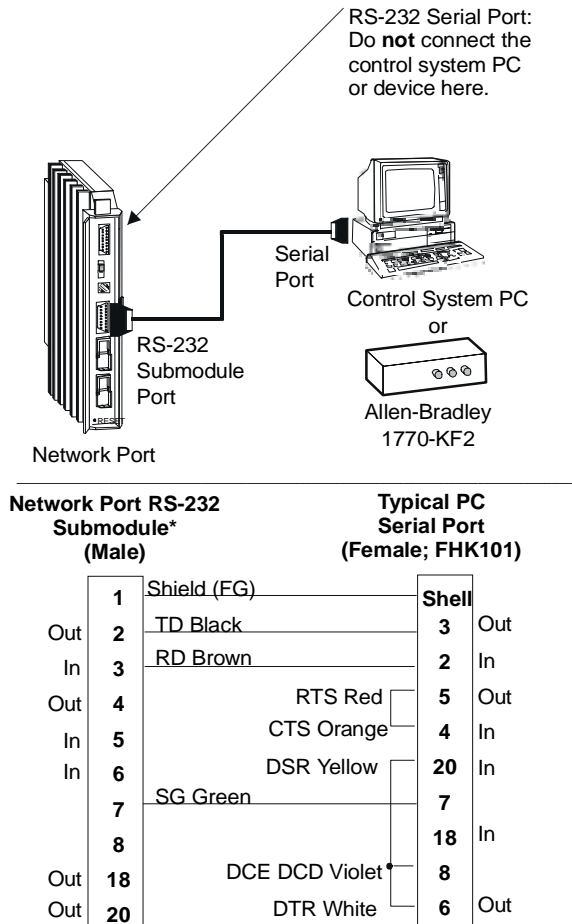 RS-232 Serial Port:
Do not connect the
control system PC
or device here.
Serial
Port
Control System PC
or
RS-232
Submodule
Port
Allen-Bradley
1770-KF2
RESET
Network Port
Network Port RS-232
Submodule*
(Male)
Typical PC
Serial Port
(Female; FHK101)
1 Shield (FG) Shell
Out 2 TD Black 3 Out
In 3 RD Brown 2 In
Out 4 RTS Red 5 Out
In 5 CTS Orange 4 In
In 6 DSR Yellow 20 In
7 SG Green 7
8 18 In
Out 18 DCE DCD Violet 8
Out 20 DTR White 6 Out